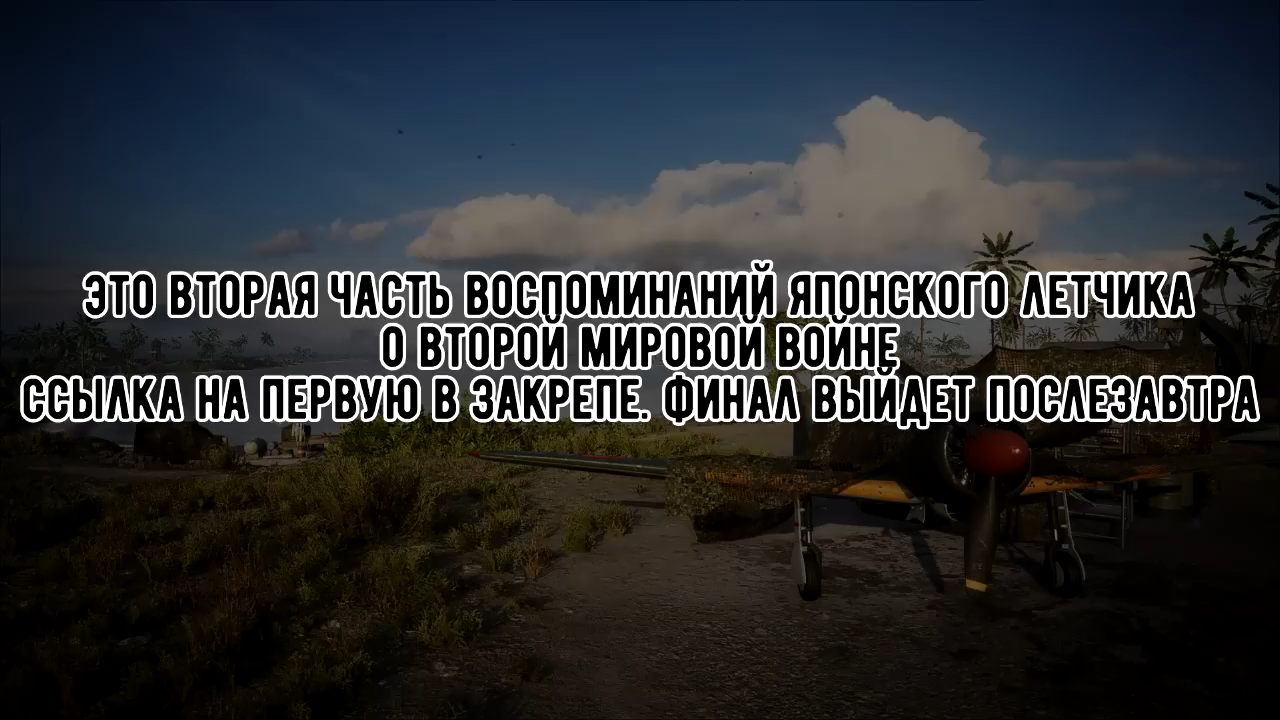 ЭТО ВТОРАЯ ЧАСТЬ ВОСПОМИНАНИЙ ЯПОНСКОГО ЛЕТЧИКА
О ВТОРОЙ МИРОВОЙ ВОЙНЕ
ССЫЛКА НА ПЕРВУЮ В ЗАКРЕПЕ. ФИНАЛ ВЫЙДЕТ ПОСЛЕЗАВТРА